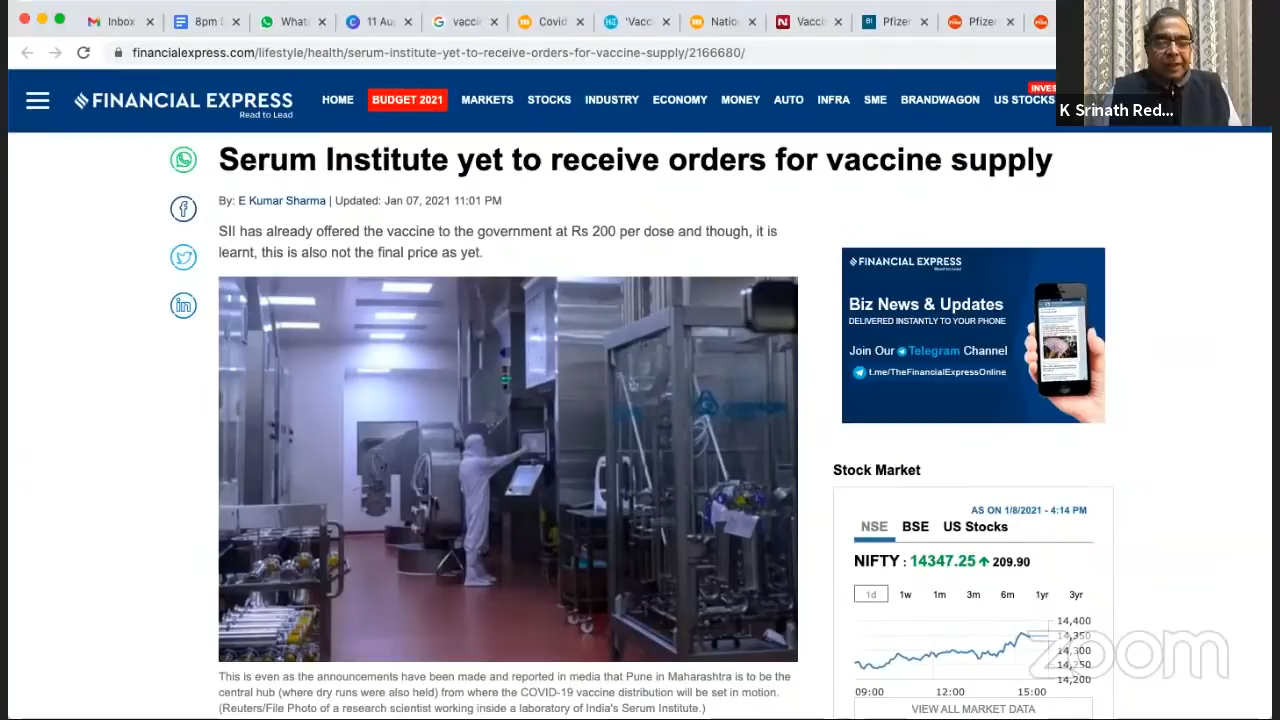 Inbox
8pm
What
11 Au
vacci
Covid
'Vacc
Natio
Vaccin
Pfizer
Pfizer
financialexpress.com/lifestyle/health/serum-institute-yet-to-receive-orders-for-vaccine-supply/2166680/
K Srinath Red...
FINANCIAL EXPRESS
Read to Lead
HOME BUDGET 2021 MARKETS STOCKS INDUSTRY ECONOMY MONEY AUTO INFRA SME BRANDWAGON US STOCKS
INVES
Serum Institute yet to receive orders for vaccine supply
By: E Kumar Sharma | Updated: Jan 07, 2021 11:01 PM
SII has already offered the vaccine to the government at Rs 200 per dose and though, it is
learnt, this is also not the final price as yet.
FINANCIAL EXPRESS
Biz News & Updates
DELIVERED INSTANTLY TO YOUR PHONE
Join Our Telegram Channel
t.me/TheFinancialExpressOnline
Stock Market
AS ON 1/8/2021 - 4:14 PM
NSE BSE US Stocks
NIFTY : 14347.25 209.90
1d 1w 1m 3m 6m 1yr 3yr
14,400
14,350
14,300
14,250
14,200
09:00 12:00 15:00
VIEW ALL MARKET DATA
zoom
This is even as the announcements have been made and reported in media that Pune in Maharashtra is to be the
central hub (where dry runs were also held) from where the COVID-19 vaccine distribution will be set in motion.
(Reuters/File Photo of a research scientist working inside a laboratory of India's Serum Institute.)